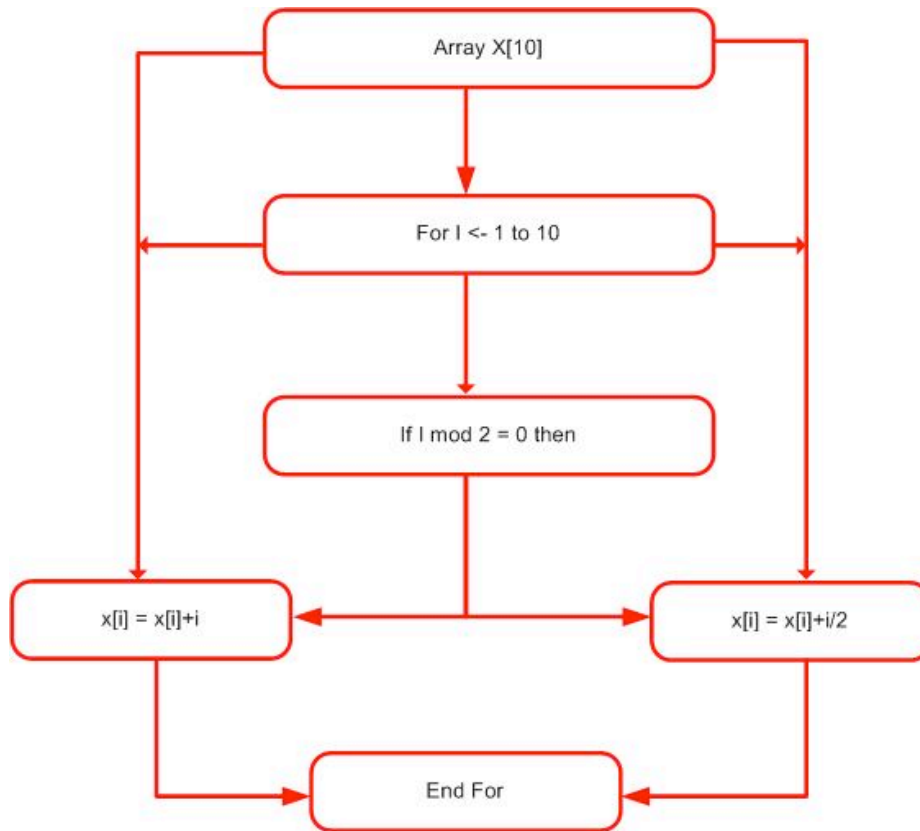 Array X[10]
For I <- 1 to 10
If I mod 2 = 0 then
x[i] = x[i]+i
x[i] = x[i]+i/2
End For